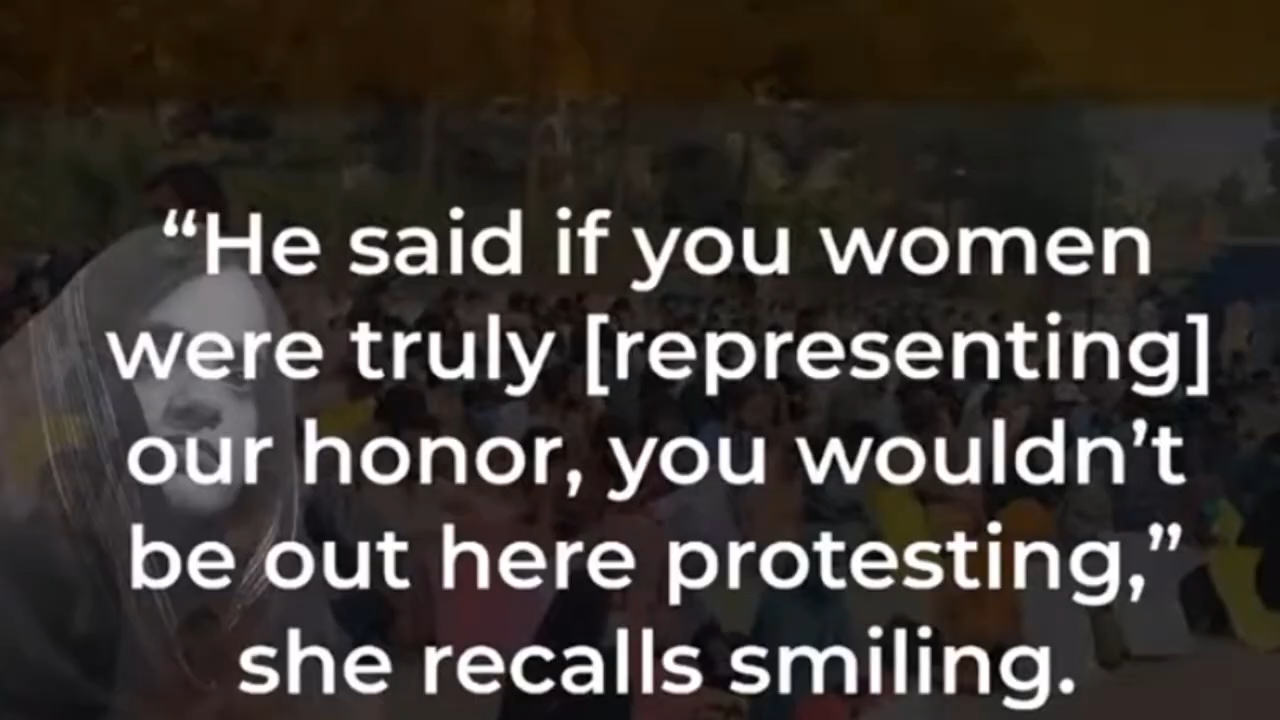 “He said if you women
were truly [representing]
our honor, you wouldn’t
be out here protesting,”
she recalls smiling.